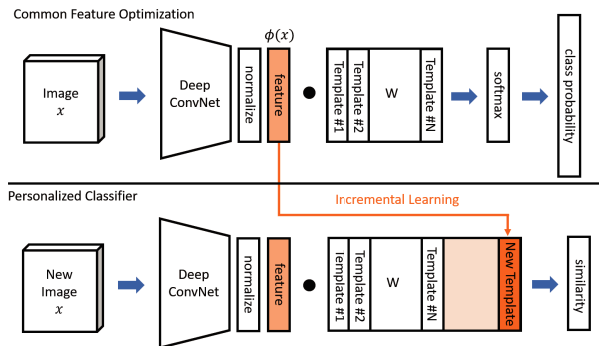 Common Feature Optimization
Image
x
Deep
ConvNet
normalize
ϕ(x)
feature
Template #1
Template #2
W
Template #N
softmax
class probability
Personalized Classifier
Incremental Learning
New
Image
x
Deep
ConvNet
normalize
feature
Template #1
Template #2
W
Template #N
New Template
similarity